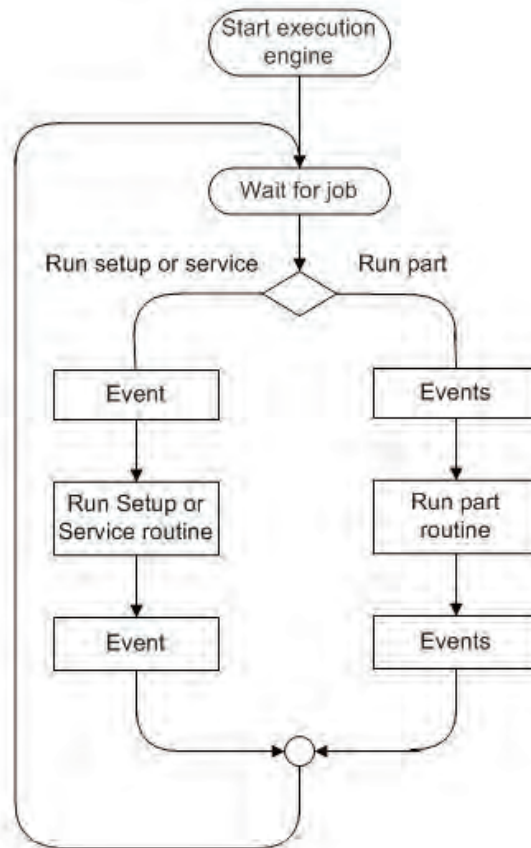 Start execution
engine
Wait for job
Run setup or service
Run part
Event
Events
Run Setup or
Service routine
Run part
routine
Event
Events